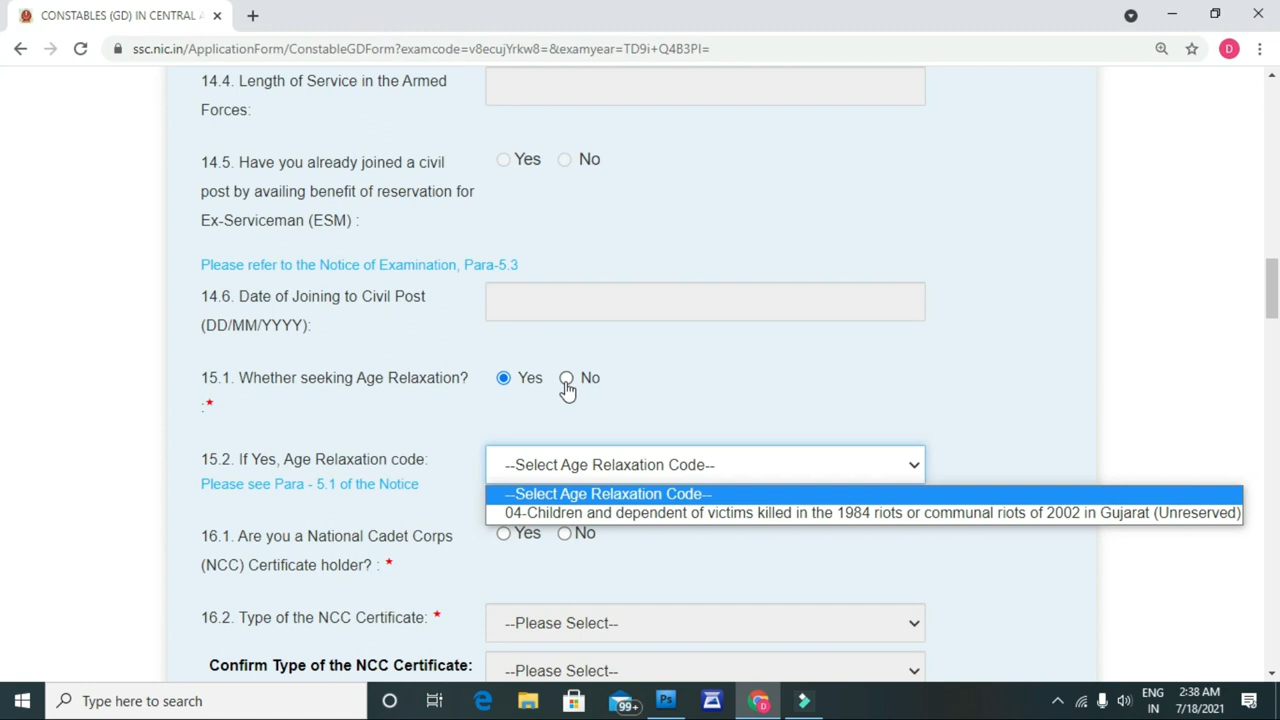 CONSTABLES (GD) IN CENTRAL
ssc.nic.in/ApplicationForm/ConstableGDForm?examcode=v8ecujYrkw8=&examyear=TD9i+Q4B3PI=
D
14.4. Length of Service in the Armed
Forces:
14.5. Have you already joined a civil
post by availing benefit of reservation for
Ex-Serviceman (ESM) :
Yes No
Please refer to the Notice of Examination, Para-5.3
14.6. Date of Joining to Civil Post
(DD/MM/YYYY):
15.1. Whether seeking Age Relaxation?
:*
Yes No
15.2. If Yes, Age Relaxation code:
Please see Para - 5.1 of the Notice
--Select Age Relaxation Code--
--Select Age Relaxation Code--
04-Children and dependent of victims killed in the 1984 riots or communal riots of 2002 in Gujarat (Unreserved)
16.1. Are you a National Cadet Corps
(NCC) Certificate holder? : *
Yes No
16.2. Type of the NCC Certificate: *
--Please Select--
Confirm Type of the NCC Certificate:
--Please Select--
Type here to search
99+
Ps
D
ENG
IN
2:38 AM
7/18/2021